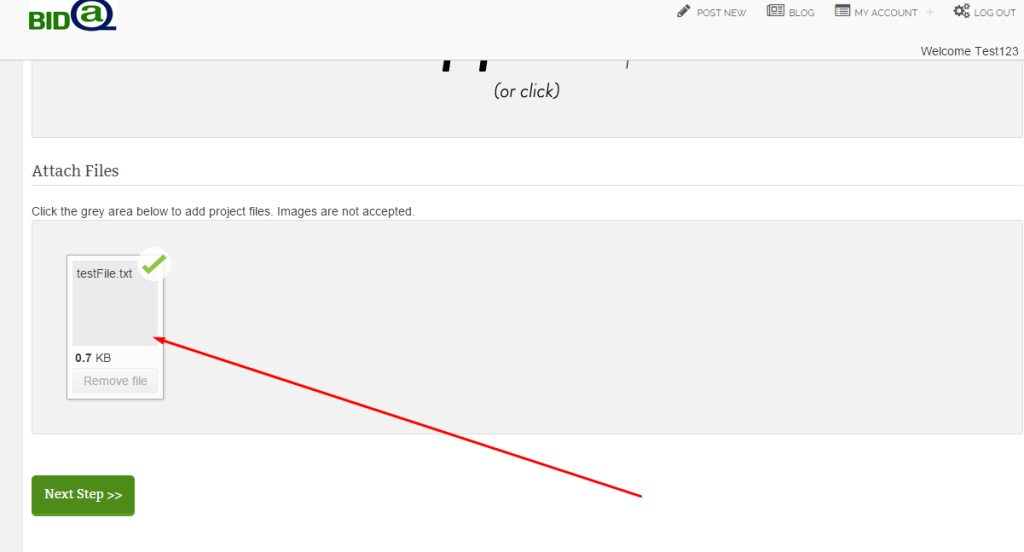 BID a
POST NEW BLOG MY ACCOUNT + LOG OUT
Welcome Test123
(or click)
Attach Files
Click the grey area below to add project files. Images are not accepted.
testFile.txt
0.7 KB
Remove file
Next Step >>